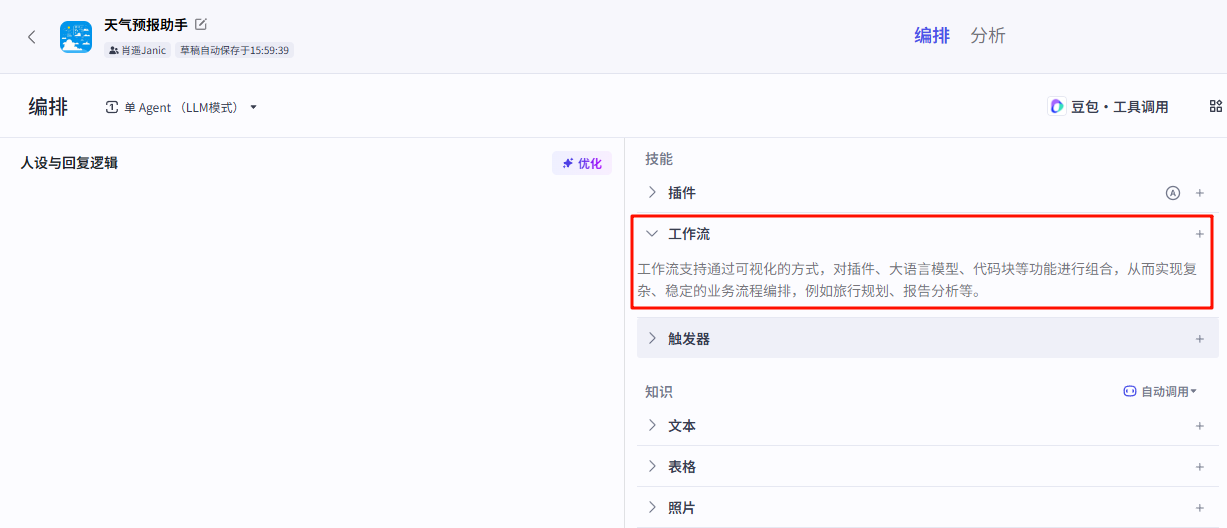 天气预报助手
肖遥Janic 草稿自动保存于15:59:39
编排 分析
编排 单 Agent （LLM模式）
豆包・工具调用
人设与回复逻辑
优化
技能
插件
工作流
工作流支持通过可视化的方式，对插件、大语言模型、代码块等功能进行组合，从而实现复
杂、稳定的业务流程编排，例如旅行规划、报告分析等。
触发器
知识 自动调用
文本
表格
照片